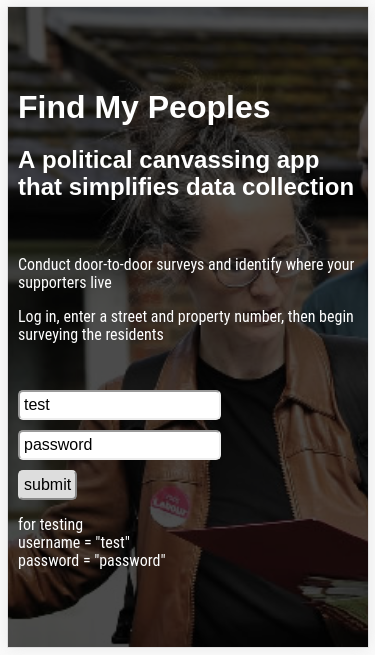 Find My Peoples
A political canvassing app
that simplifies data collection
Conduct door-to-door surveys and identify where your
supporters live
Log in, enter a street and property number, then begin
surveying the residents
test
password
submit
Labour
for testing
username = "test"
password = "password"